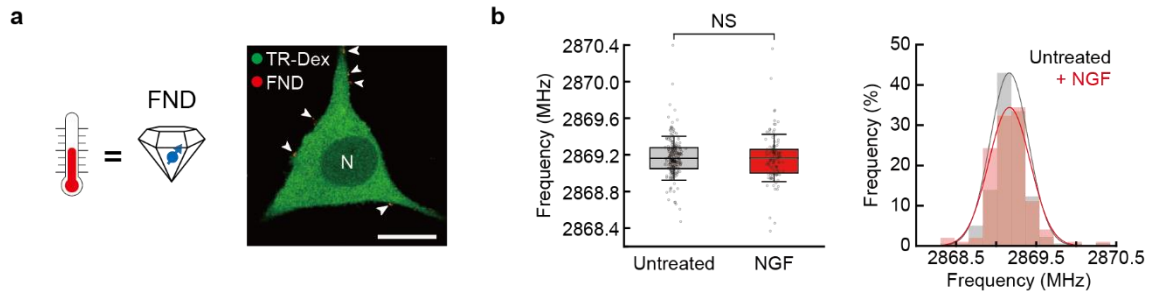 a
b
FND
=
TR-Dex
FND
N
NS
Frequency (MHz)
2870.4
2870.0
2869.6
2869.2
2868.8
2868.4
Untreated
NGF
Frequency (%)
50
40
30
20
10
0
Untreated
+ NGF
2868.5
2869.5
2870.5
Frequency (MHz)